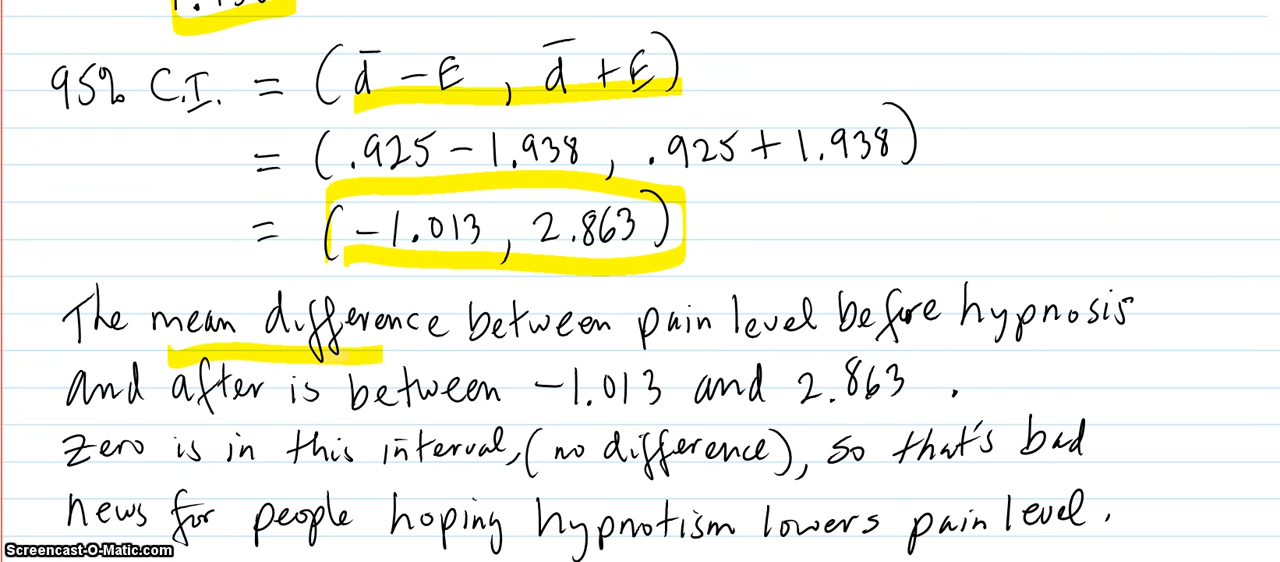 95% C.I. = (d̄ - E, d̄ + E)
= (.925 - 1.938, .925 + 1.938)
= (-1.013, 2.863)
The mean difference between pain level before hypnosis
and after is between -1.013 and 2.863.
Zero is in this interval, (no difference), so that's bad
news for people hoping hypnotism lowers pain level.
Screencast-O-Matic.com